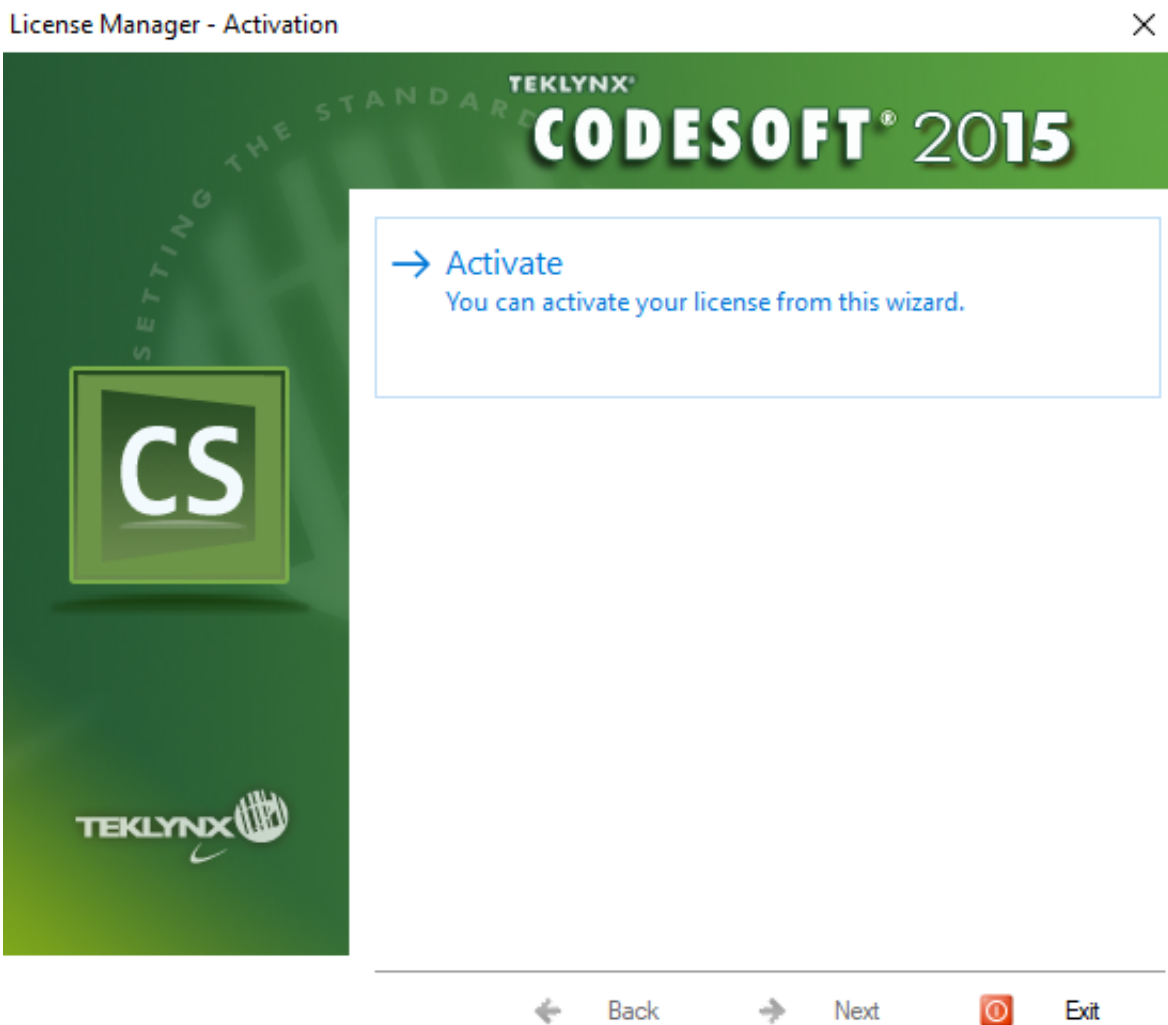 License Manager - Activation
SETTING THE STANDARD
TEKLYNX®
CODESOFT® 2015
→ Activate
You can activate your license from this wizard.
CS
TEKLYNX
Back
Next
Exit